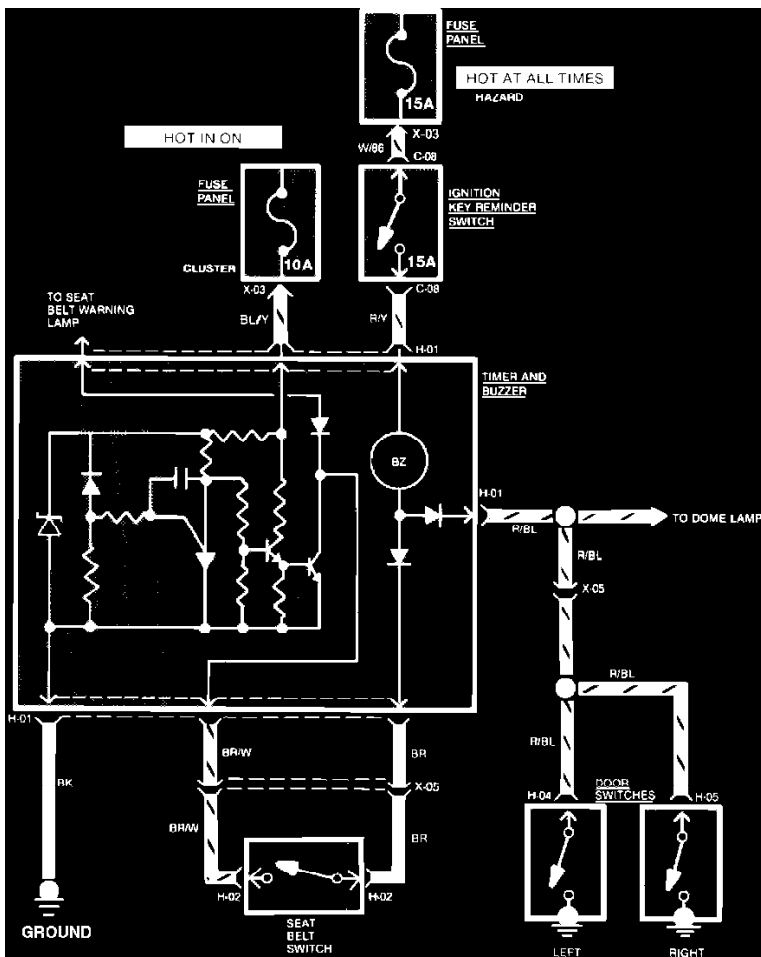 FUSE
PANEL
HOT AT ALL TIMES
HAZARD
15A
X-03
W/86
C-08
HOT IN ON
FUSE
PANEL
CLUSTER
10A
X-03
IGNITION
KEY REMINDER
SWITCH
15A
C-08
TO SEAT
BELT WARNING
LAMP
BL/Y
R/Y
H-01
TIMER AND
BUZZER
BZ
H-01
R/BL
TO DOME LAMP
R/BL
X-05
R/BL
R/BL
H-01
BK
BR/W
BR
X-05
BR/W
BR
H-02
H-02
SEAT
BELT
SWITCH
GROUND
H-04
DOOR
SWITCHES
H-05
LEFT
RIGHT